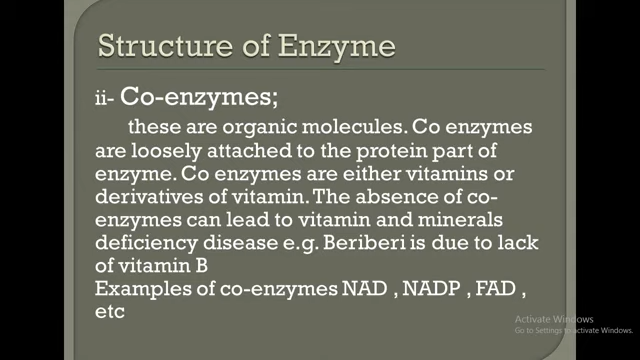 Structure of Enzyme
ii- Co-enzymes;
these are organic molecules. Co enzymes
are loosely attached to the protein part of
enzyme. Co enzymes are either vitamins or
derivatives of vitamin. The absence of co-
enzymes can lead to vitamin and minerals
deficiency disease e.g. Beriberi is due to lack
of vitamin B
Examples of co-enzymes NAD , NADP , FAD ,
etc
Activate Windows
Go to Settings to activate Windows.